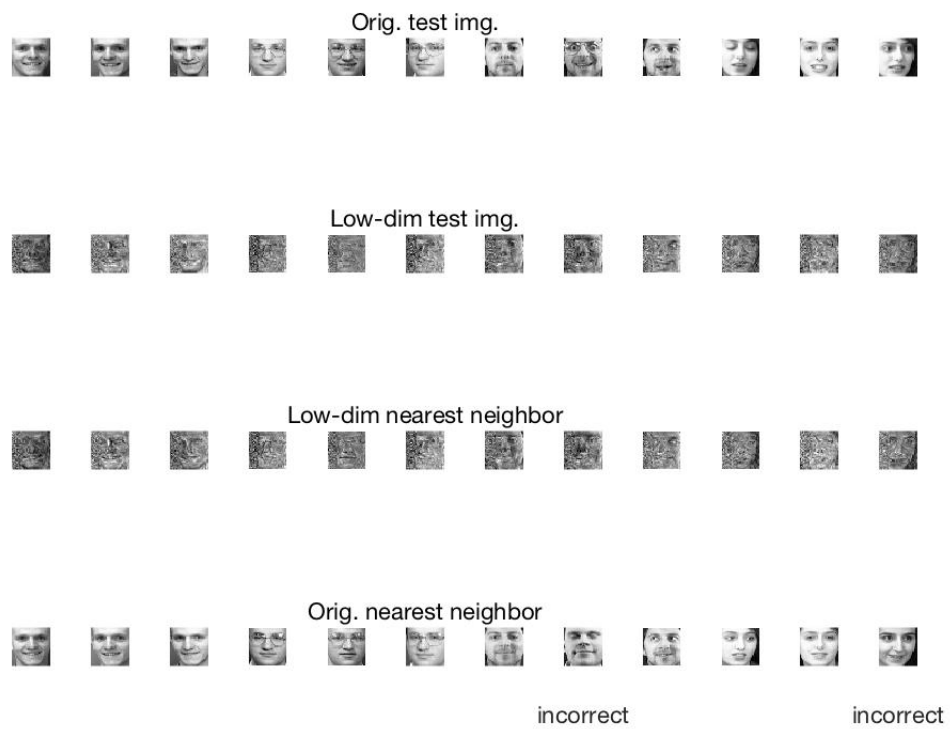 Orig. test img.
Low-dim test img.
Low-dim nearest neighbor
Orig. nearest neighbor
incorrect incorrect